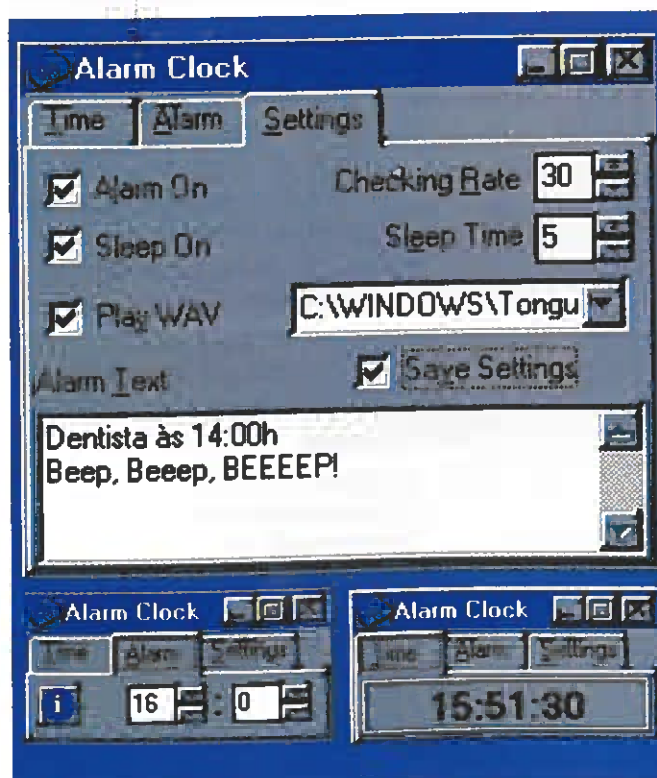 Alarm Clock
Time Alarm Settings
Alarm On Checking Rate 30
Sleep On Sleep Time 5
Play WAV C:\WINDOWS\Tongu
Alarm Text Save Settings
Dentista às 14:00h
Beep, Beeep, BEEEEP!
Alarm Clock
Time Alarm Settings
i 16 : 0
Alarm Clock
Time Alarm Settings
15:51:30